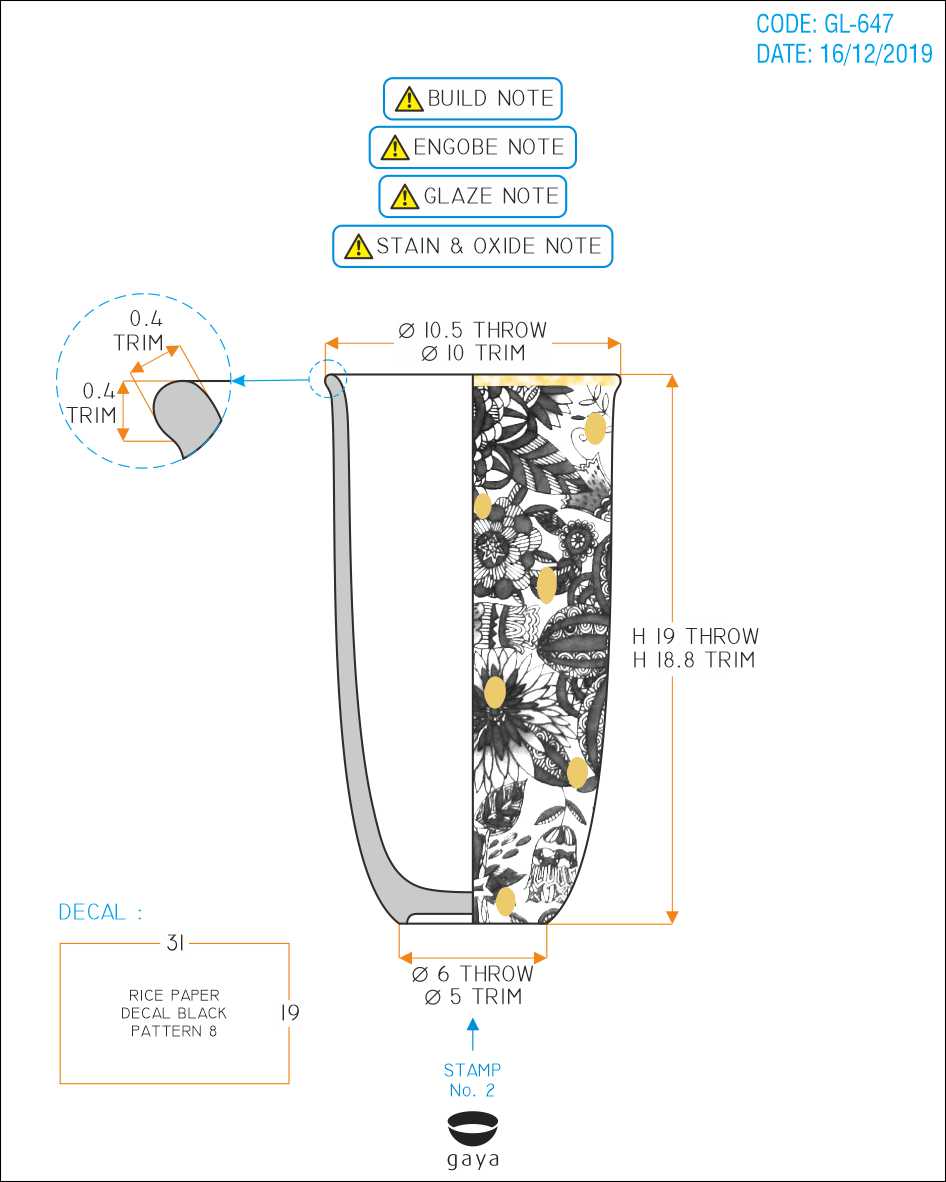 CODE: GL-647
DATE: 16/12/2019
BUILD NOTE
ENGOBE NOTE
GLAZE NOTE
STAIN & OXIDE NOTE
0.4
TRIM
0.4
TRIM
Ø 10.5 THROW
Ø 10 TRIM
H 19 THROW
H 18.8 TRIM
DECAL :
31
RICE PAPER
DECAL BLACK
PATTERN 8
19
Ø 6 THROW
Ø 5 TRIM
STAMP
No. 2
gaya